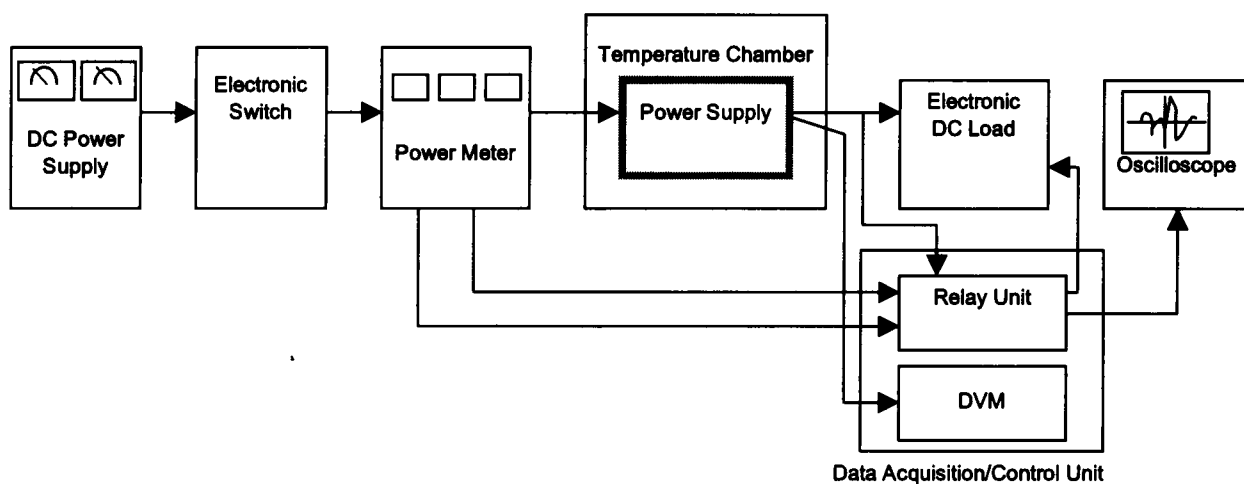 DC Power
Supply
Electronic
Switch
Power Meter
Temperature Chamber
Power Supply
Electronic
DC Load
Oscilloscope
Relay Unit
DVM
Data Acquisition/Control Unit